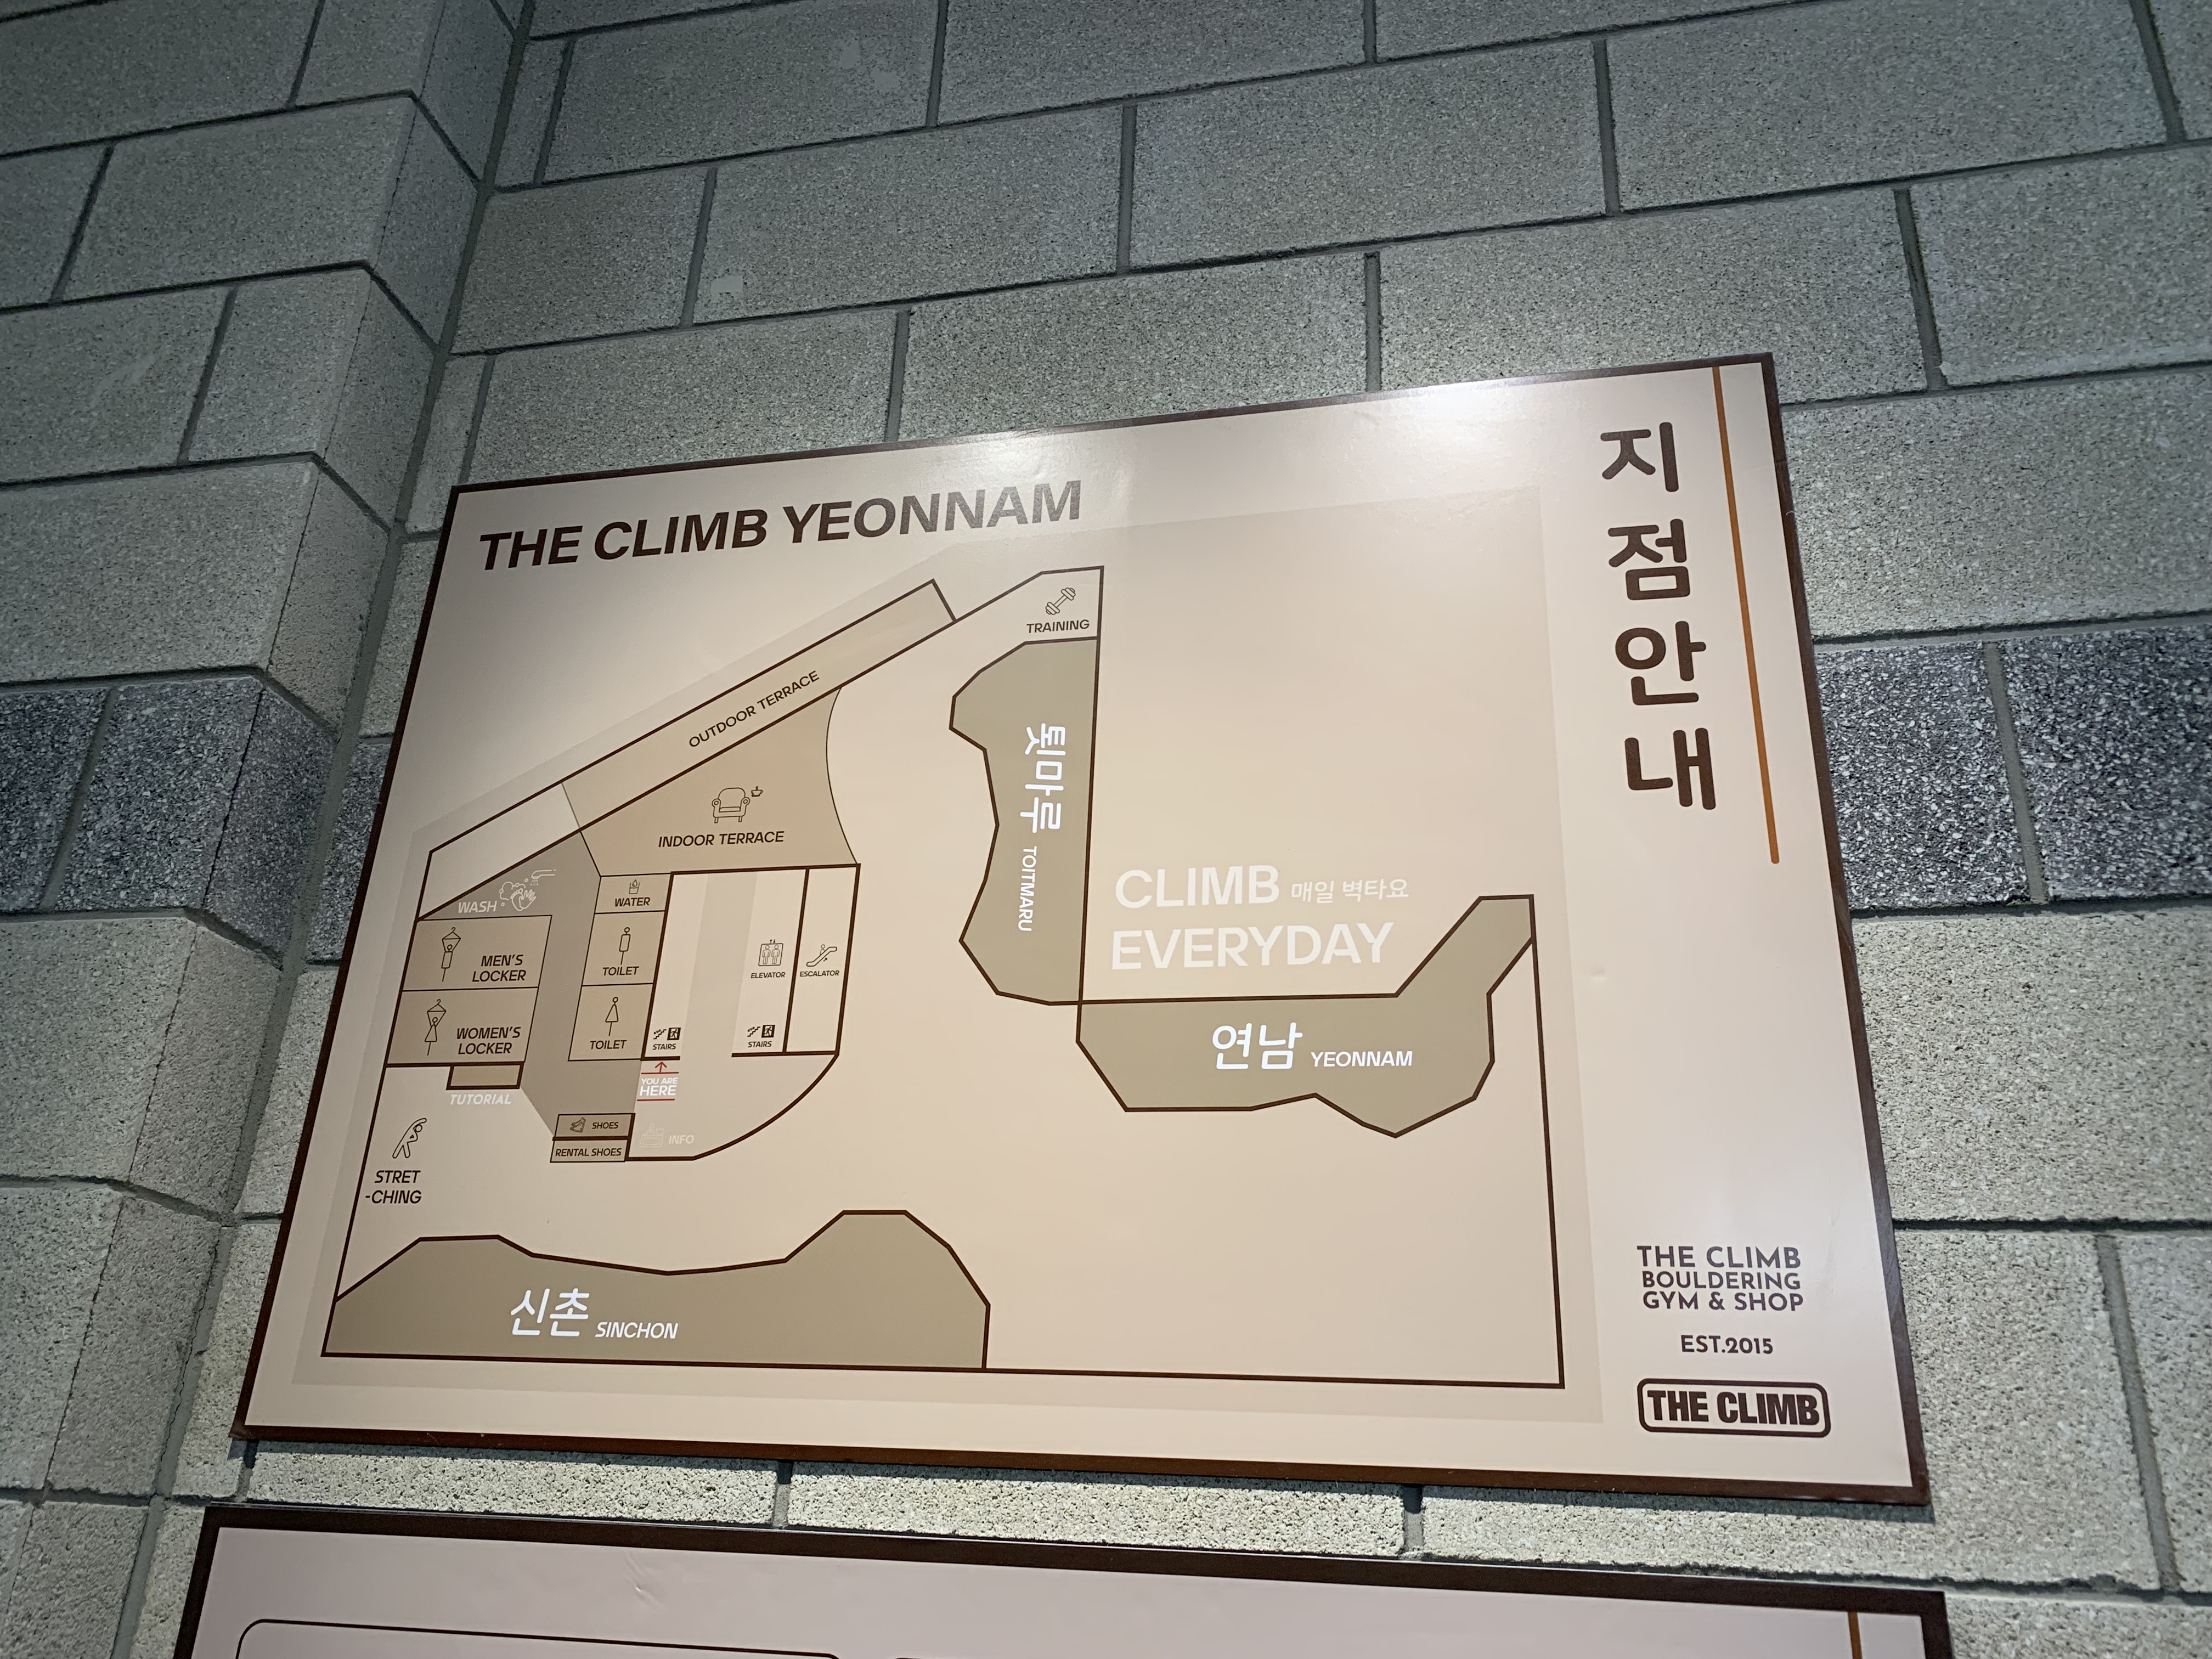 THE CLIMB YEONNAM
지점안내
TRAINING
OUTDOOR TERRACE
INDOOR TERRACE
툇마루 TOITMARU
WASH
WATER
MEN'S
LOCKER
TOILET
ELEVATOR
ESCALATOR
WOMEN'S
LOCKER
TOILET
STAIRS
STAIRS
YOU ARE
HERE
TUTORIAL
SHOES
RENTAL SHOES
INFO
STRET
-CHING
CLIMB 매일 벽타요
EVERYDAY
연남 YEONNAM
신촌 SINCHON
THE CLIMB
BOULDERING
GYM & SHOP
EST.2015
THE CLIMB